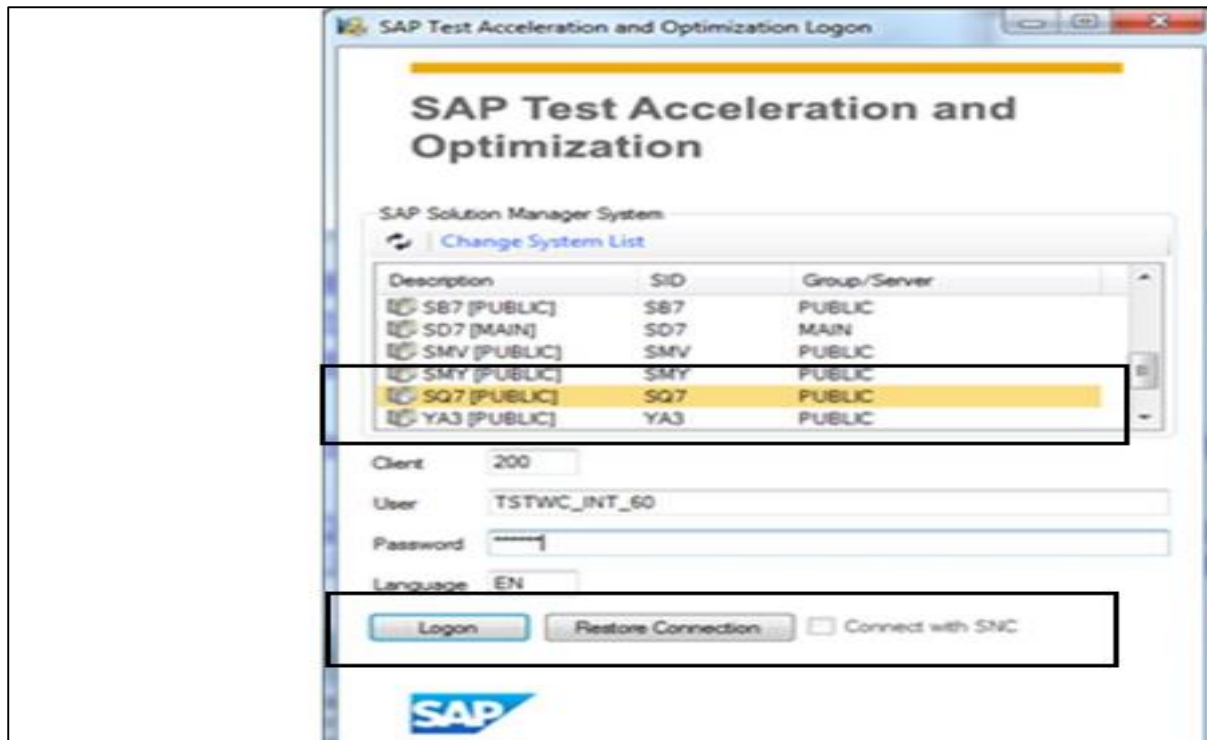 SAP Test Acceleration and Optimization Logon
SAP Test Acceleration and
Optimization
SAP Solution Manager System
Change System List
Description SID Group/Server
SB7 [PUBLIC] SB7 PUBLIC
SD7 [MAIN] SD7 MAIN
SMV [PUBLIC] SMV PUBLIC
SMY [PUBLIC] SMY PUBLIC
SQ7 [PUBLIC] SQ7 PUBLIC
YA3 [PUBLIC] YA3 PUBLIC
Client 200
User TSTWC_INT_60
Password ******
Language EN
Logon Restore Connection Connect with SNC
SAP